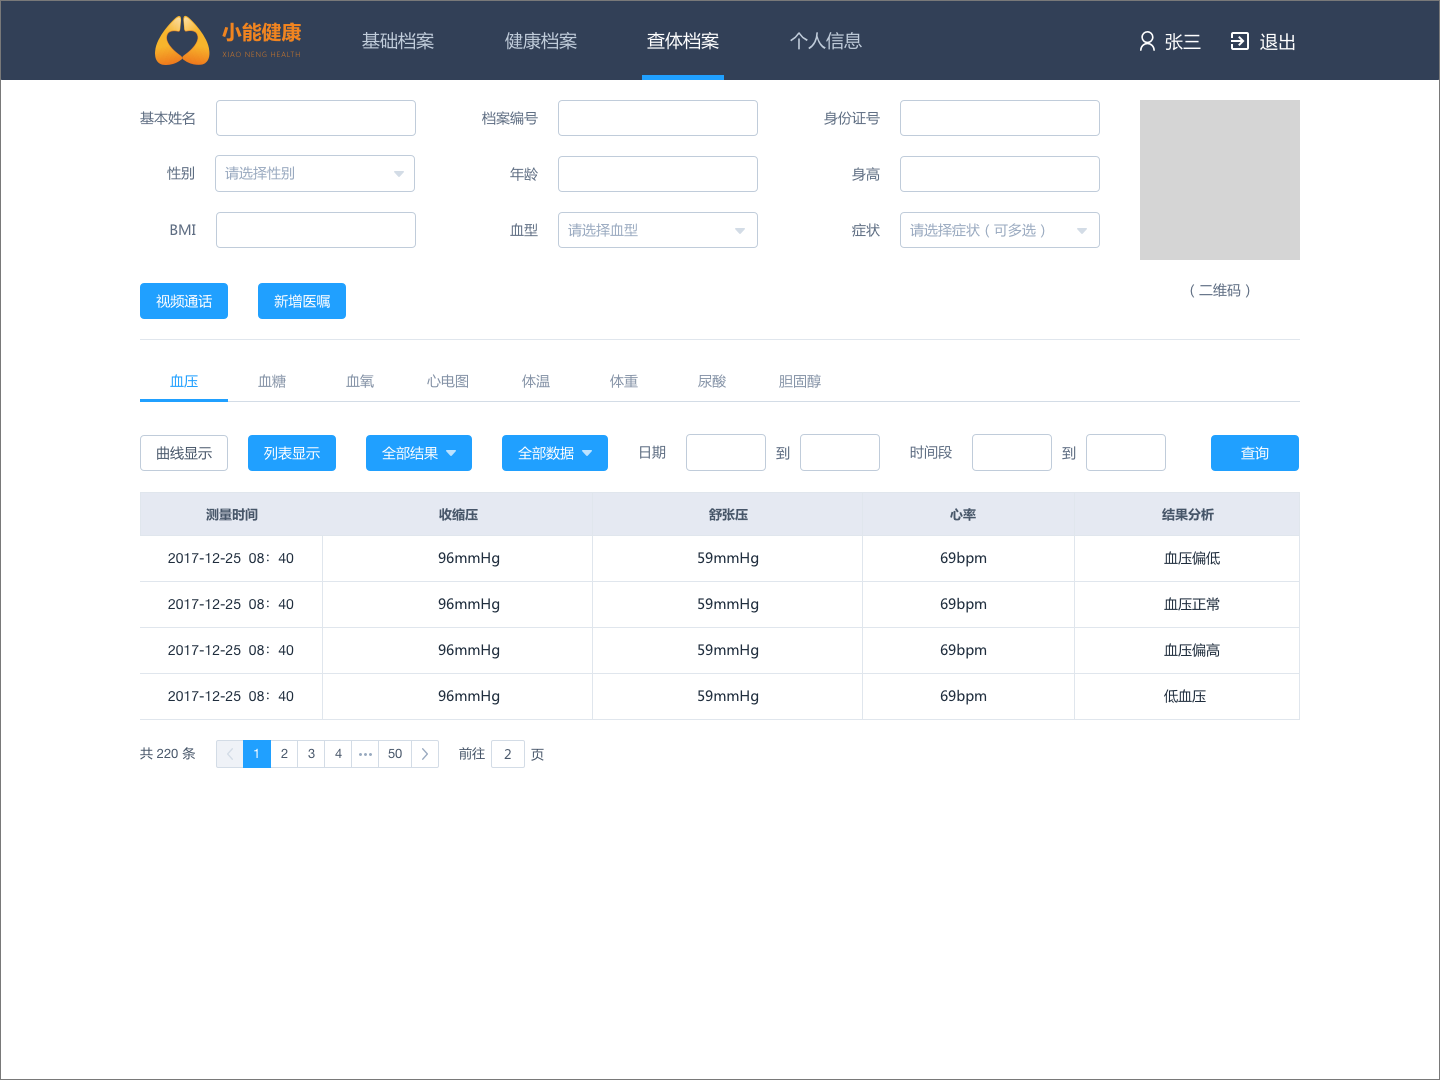 小能健康
XIAO NENG HEALTH
基础档案 健康档案 查体档案 个人信息 张三 退出
基本姓名 档案编号 身份证号
性别 请选择性别 年龄 身高
BMI 血型 请选择血型 症状 请选择症状（可多选）
视频通话 新增医嘱 （二维码）
血压 血糖 血氧 心电图 体温 体重 尿酸 胆固醇
曲线显示 列表显示 全部结果 全部数据 日期 到 时间段 到 查询
测量时间 收缩压 舒张压 心率 结果分析
2017-12-25 08：40 96mmHg 59mmHg 69bpm 血压偏低
2017-12-25 08：40 96mmHg 59mmHg 69bpm 血压正常
2017-12-25 08：40 96mmHg 59mmHg 69bpm 血压偏高
2017-12-25 08：40 96mmHg 59mmHg 69bpm 低血压
共 220 条 1 2 3 4 ••• 50 前往 2 页